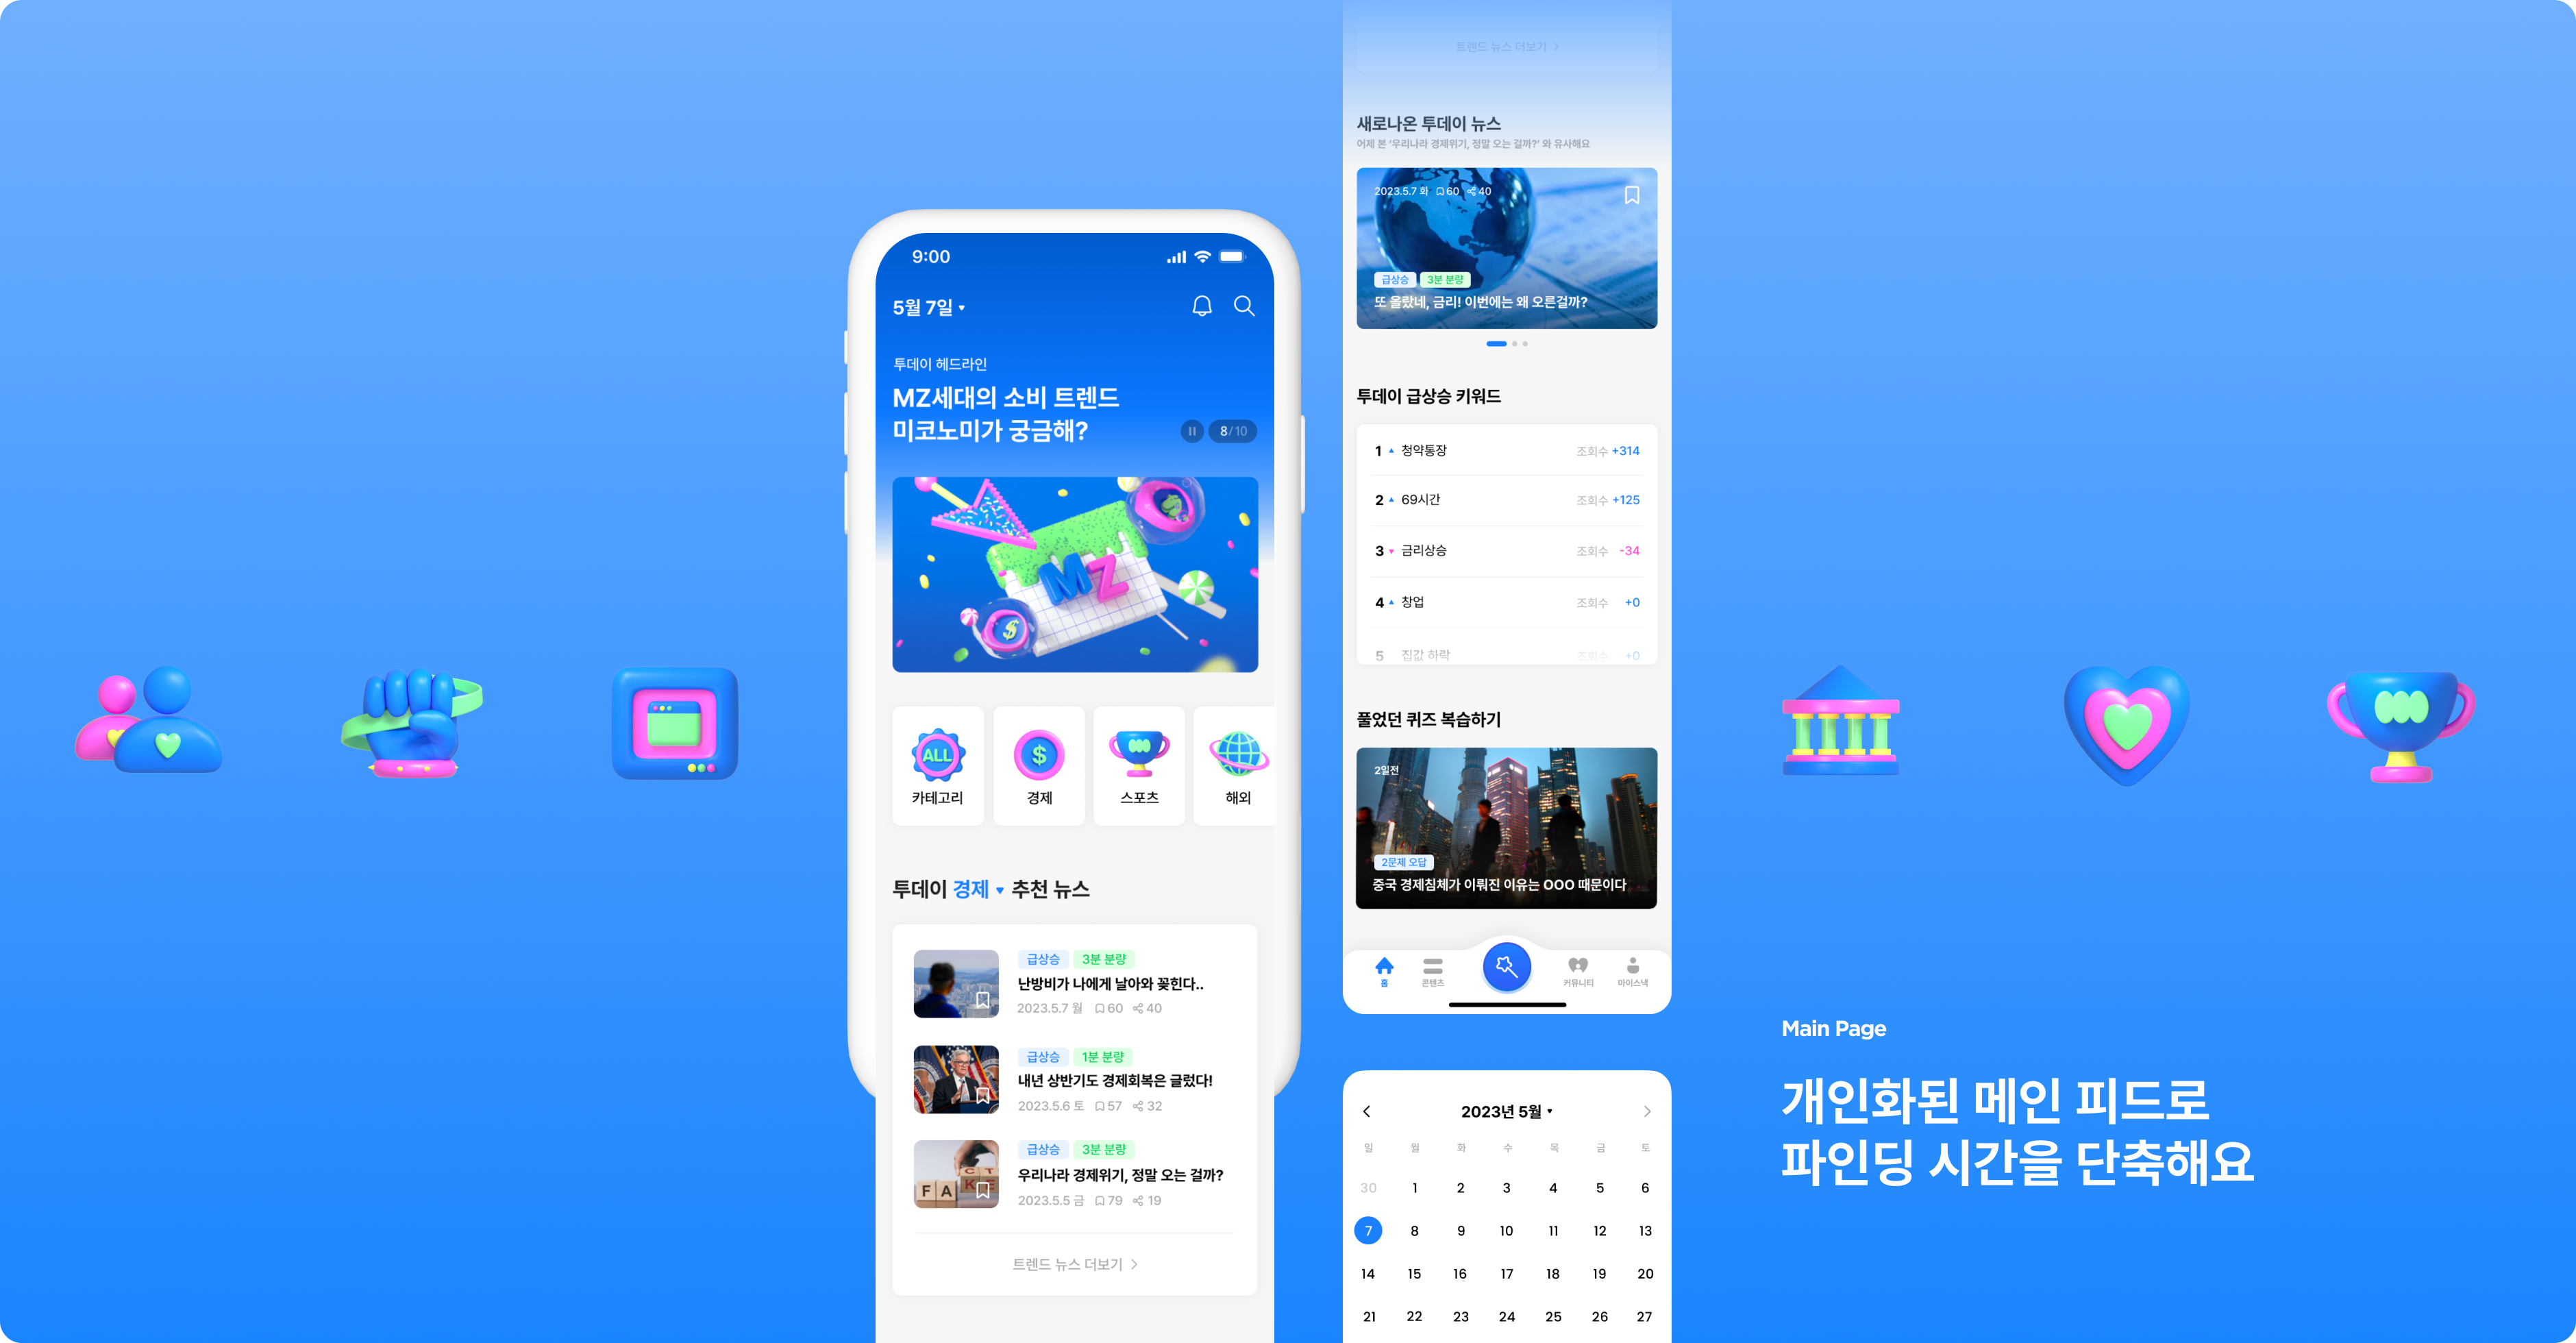 9:00
5월 7일
투데이 헤드라인
MZ세대의 소비 트렌드
미코노미가 궁금해?
8/10
MZ
$
ALL
카테고리
$
경제
스포츠
해외
투데이 경제 추천 뉴스
급상승 3분 분량
난방비가 나에게 날아와 꽂힌다..
2023.5.7 월 60 40
급상승 1분 분량
내년 상반기도 경제회복은 글렀다!
2023.5.6 토 57 32
급상승 3분 분량
우리나라 경제위기, 정말 오는 걸까?
2023.5.5 금 79 19
C T
F A K E
트렌드 뉴스 더보기
트렌드 뉴스 더보기
새로나온 투데이 뉴스
어제 본 '우리나라 경제위기, 정말 오는 걸까?' 와 유사해요
2023.5.7 화 60 40
급상승 3분 분량
또 올랐네, 금리! 이번에는 왜 오른걸까?
투데이 급상승 키워드
1 청약통장 조회수 +314
2 69시간 조회수 +125
3 금리상승 조회수 -34
4 창업 조회수 +0
5 집값 하락 조회수 +0
풀었던 퀴즈 복습하기
2일전
2문제 오답
중국 경제침체가 이뤄진 이유는 OOO 때문이다
홈 콘텐츠 커뮤니티 마이스낵
2023년 5월
일 월 화 수 목 금 토
30 1 2 3 4 5 6
7 8 9 10 11 12 13
14 15 16 17 18 19 20
21 22 23 24 25 26 27
Main Page
개인화된 메인 피드로
파인딩 시간을 단축해요